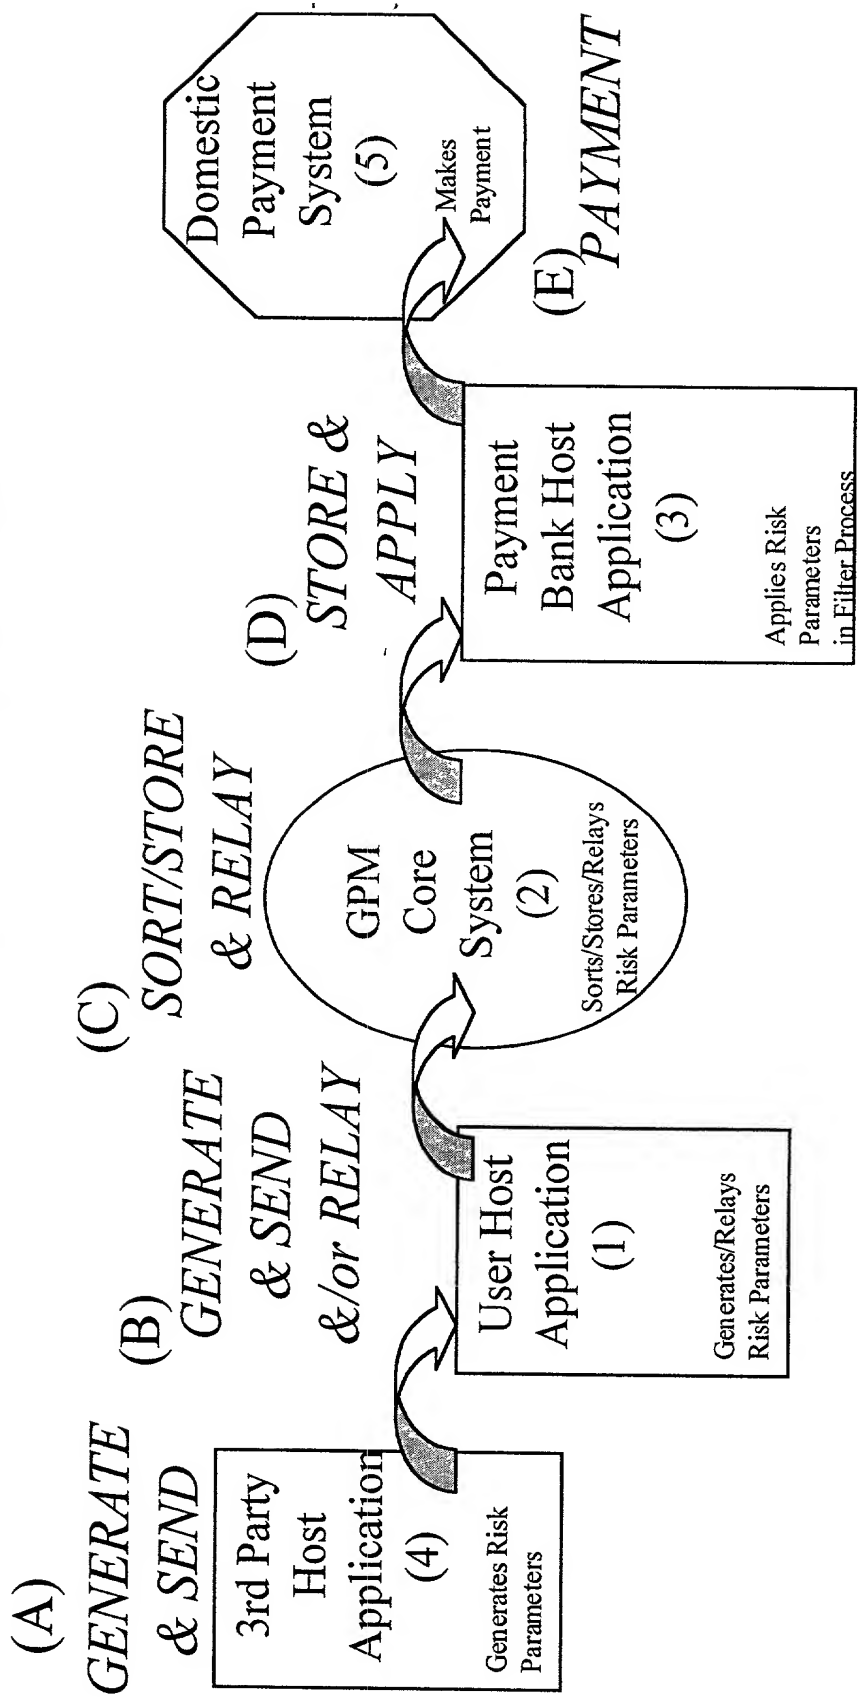 (A)
GENERATE
& SEND
3rd Party
Host
Application
(4)
Generates Risk
Parameters
(B)
GENERATE
& SEND
&/or RELAY
User Host
Application
(1)
Generates/Relays
Risk Parameters
(C)
SORT/STORE
& RELAY
GPM
Core
System
(2)
Sorts/Stores/Relays
Risk Parameters
(D)
STORE &
APPLY
Payment
Bank Host
Application
(3)
Applies Risk
Parameters
in Filter Process
Domestic
Payment
System
(5)
Makes
Payment
(E)
PAYMENT